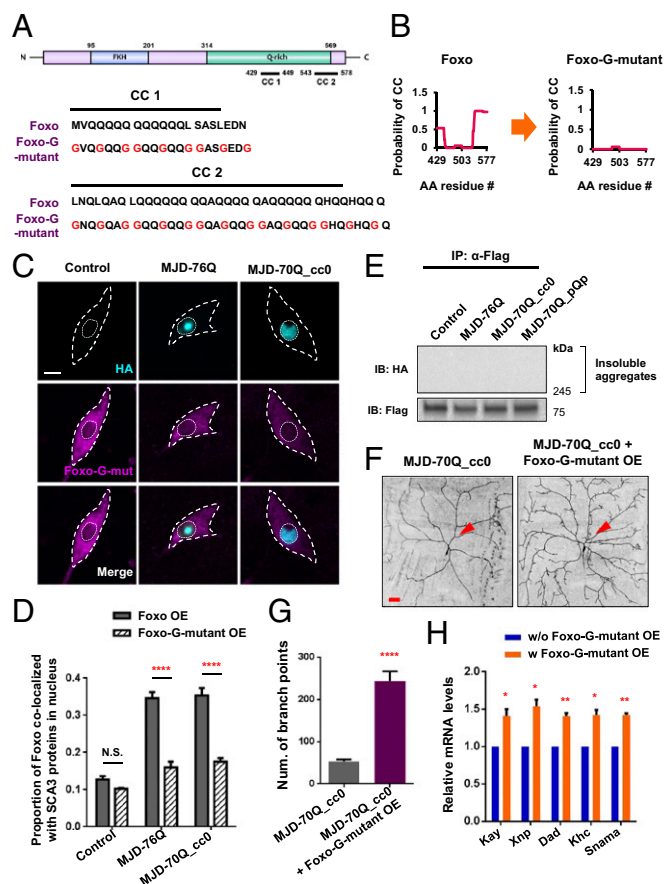 A
95 201 314 569
N FKH Q-rich C
429 449 543 578
CC 1 CC 2
CC 1
Foxo MVQQQQQ QQQQQQL SASLEDN
Foxo-G
-mutant GVQGQQG GQQGQQG GASGEDG
CC 2
Foxo LNQLQAQ LQQQQQQ QQAQQQQ QAQQQQQ QHQQHQQ Q
Foxo-G
-mutant GNQGQAG GQQGQQG GQAGQQG GAQGQQG GHQGHQG Q
B
Foxo Foxo-G-mutant
Probability of CC
1.5
1
0.5
0
429 503 577
AA residue #
Probability of CC
1.5
1
0.5
0
429 503 577
AA residue #
C
Control MJD-76Q MJD-70Q_cc0
HA
Foxo-G-mut
Merge
D
Foxo OE
Foxo-G-mutant OE
Proportion of Foxo co-localized
with SCA3 proteins in nucleus
0.4
0.3
0.2
0.1
0.0
N.S.
****
****
Control
MJD-76Q
MJD-70Q_cc0
E
IP: α-Flag
Control
MJD-76Q
MJD-70Q_cc0
MJD-70Q_pQp
kDa
IB: HA
Insoluble
aggregates
245
IB: Flag
75
F
MJD-70Q_cc0
MJD-70Q_cc0 +
Foxo-G-mutant OE
G
Num. of branch points
300
200
100
0
****
MJD-70Q_cc0
MJD-70Q_cc0
+ Foxo-G-mutant OE
H
w/o Foxo-G-mutant OE
w Foxo-G-mutant OE
Relative mRNA levels
2.0
1.5
1.0
0.5
0.0
* * ** * **
Kay
Xnp
Dad
Khc
Snama